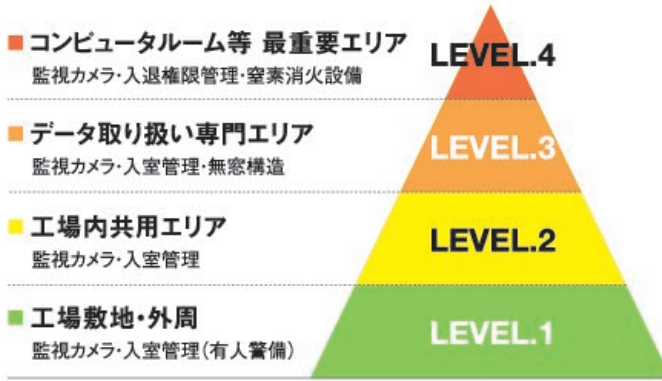 コンピュータルーム等 最重要エリア
監視カメラ・入退権限管理・窒素消火設備
LEVEL.4
データ取り扱い専門エリア
監視カメラ・入室管理・無窓構造
LEVEL.3
工場内共用エリア
監視カメラ・入室管理
LEVEL.2
工場敷地・外周
監視カメラ・入室管理(有人警備)
LEVEL.1